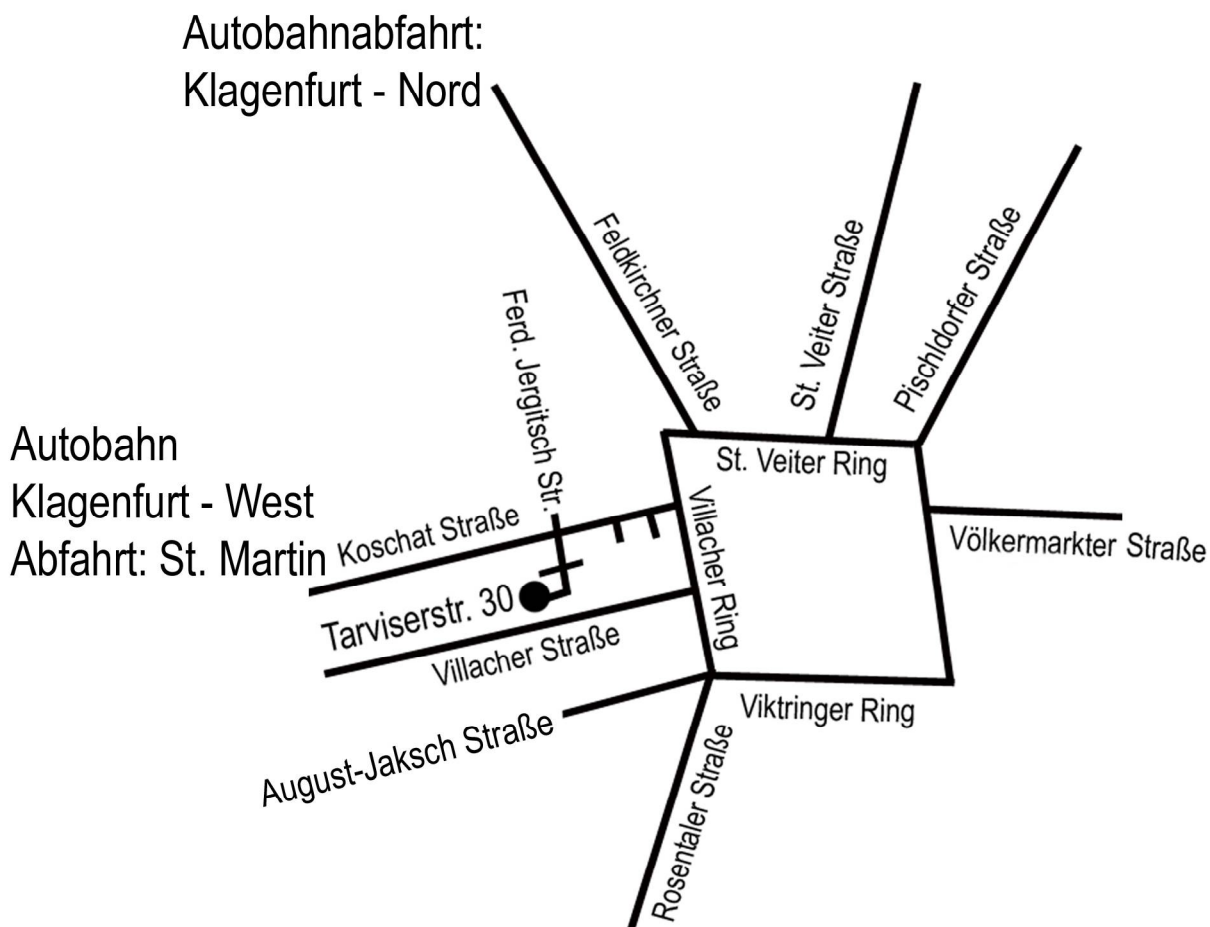 Autobahnabfahrt:
Klagenfurt - Nord
Feldkirchner Straße
St. Veiter Straße
Pischldorfer Straße
Ferd. Jergitsch Str.
Autobahn
Klagenfurt - West
Abfahrt: St. Martin
Koschat Straße
St. Veiter Ring
Villacher Ring
Völkermarkter Straße
Tarviserstr. 30
Villacher Straße
Viktringer Ring
August-Jaksch Straße
Rosentaler Straße